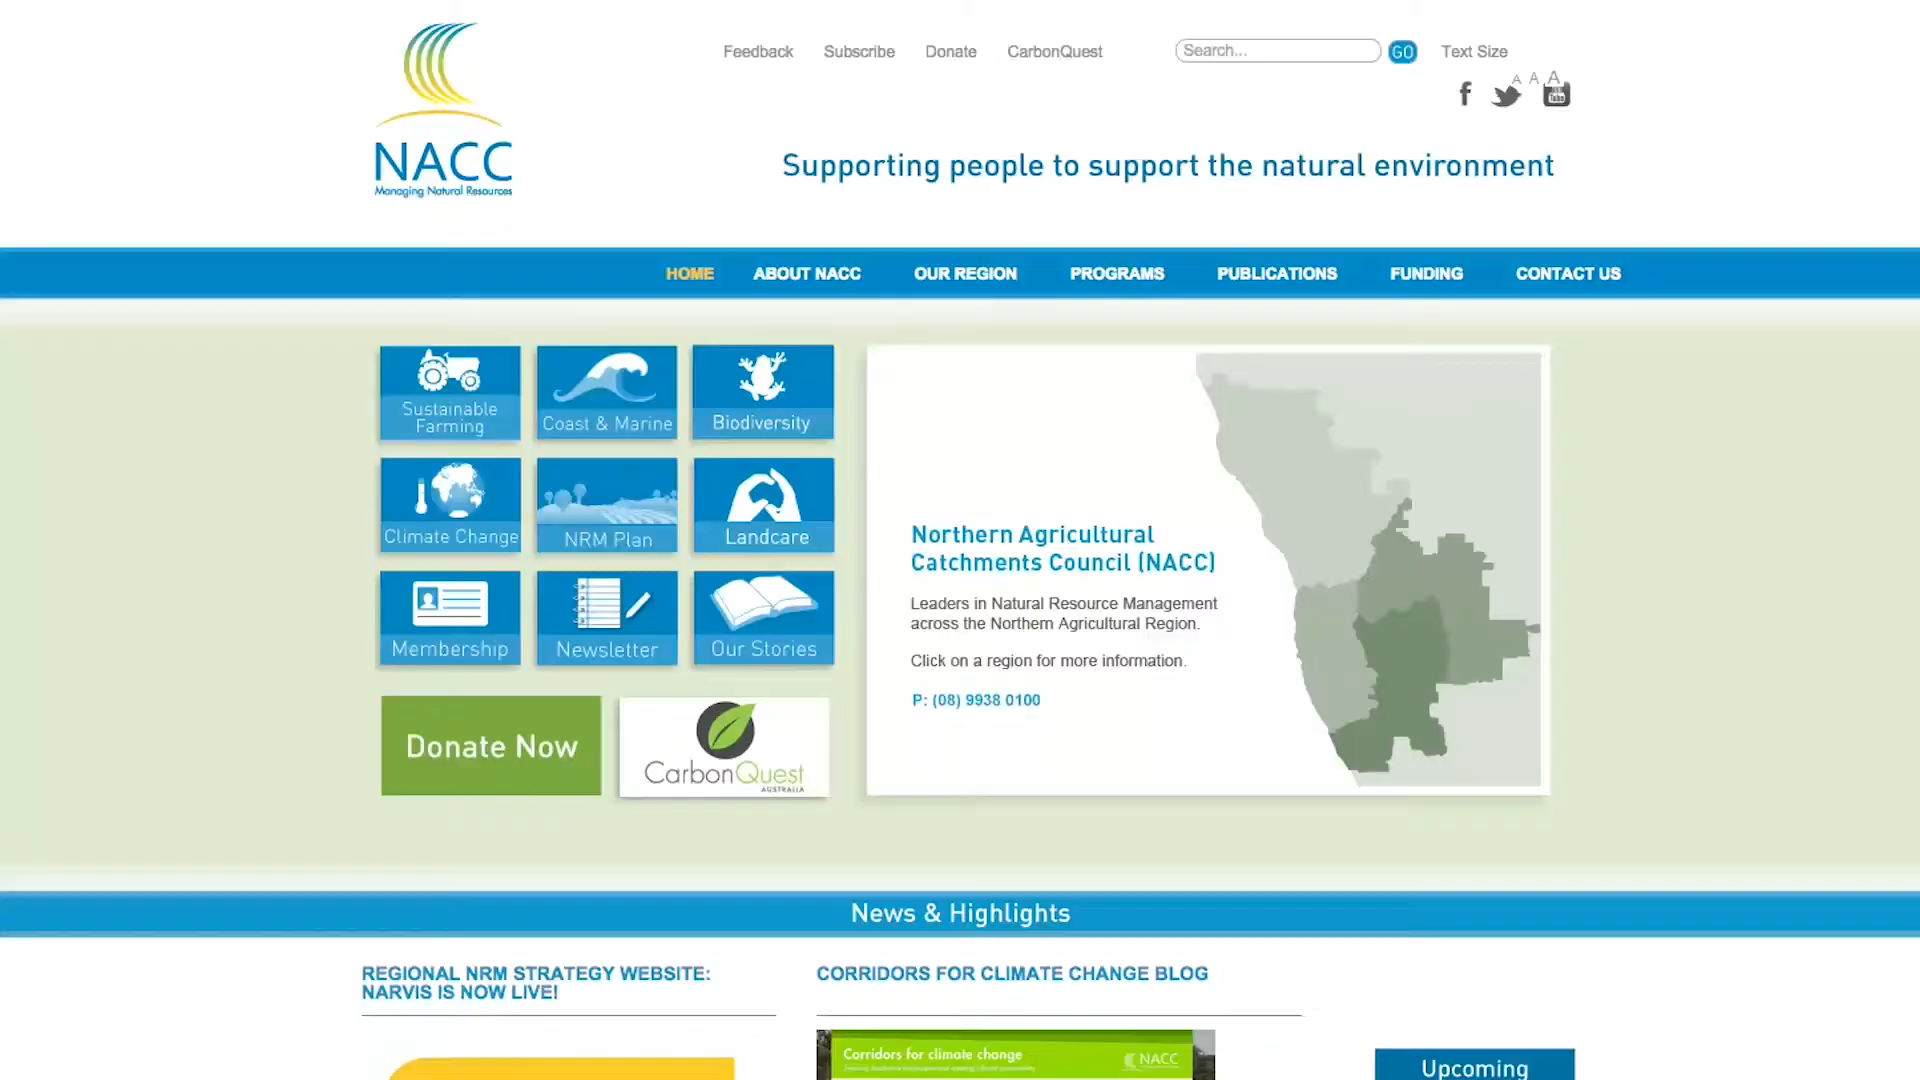 Feedback Subscribe Donate CarbonQuest Search... GO Text Size
A A A
f
You Tube
NACC
Managing Natural Resources
Supporting people to support the natural environment
HOME ABOUT NACC OUR REGION PROGRAMS PUBLICATIONS FUNDING CONTACT US
Sustainable
Farming
Coast & Marine
Biodiversity
Climate Change
NRM Plan
Landcare
Membership
Newsletter
Our Stories
Donate Now
CarbonQuest
AUSTRALIA
Northern Agricultural
Catchments Council (NACC)
Leaders in Natural Resource Management
across the Northern Agricultural Region.
Click on a region for more information.
P: (08) 9938 0100
News & Highlights
REGIONAL NRM STRATEGY WEBSITE:
NARVIS IS NOW LIVE!
CORRIDORS FOR CLIMATE CHANGE BLOG
Corridors for climate change
NACC
Upcoming